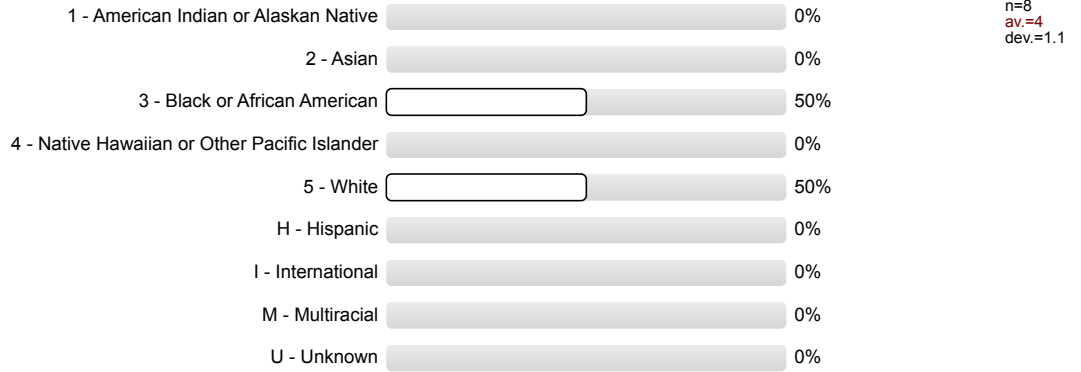 1 - American Indian or Alaskan Native 0%
n=8
av.=4
dev.=1.1
2 - Asian 0%
3 - Black or African American 50%
4 - Native Hawaiian or Other Pacific Islander 0%
5 - White 50%
H - Hispanic 0%
I - International 0%
M - Multiracial 0%
U - Unknown 0%